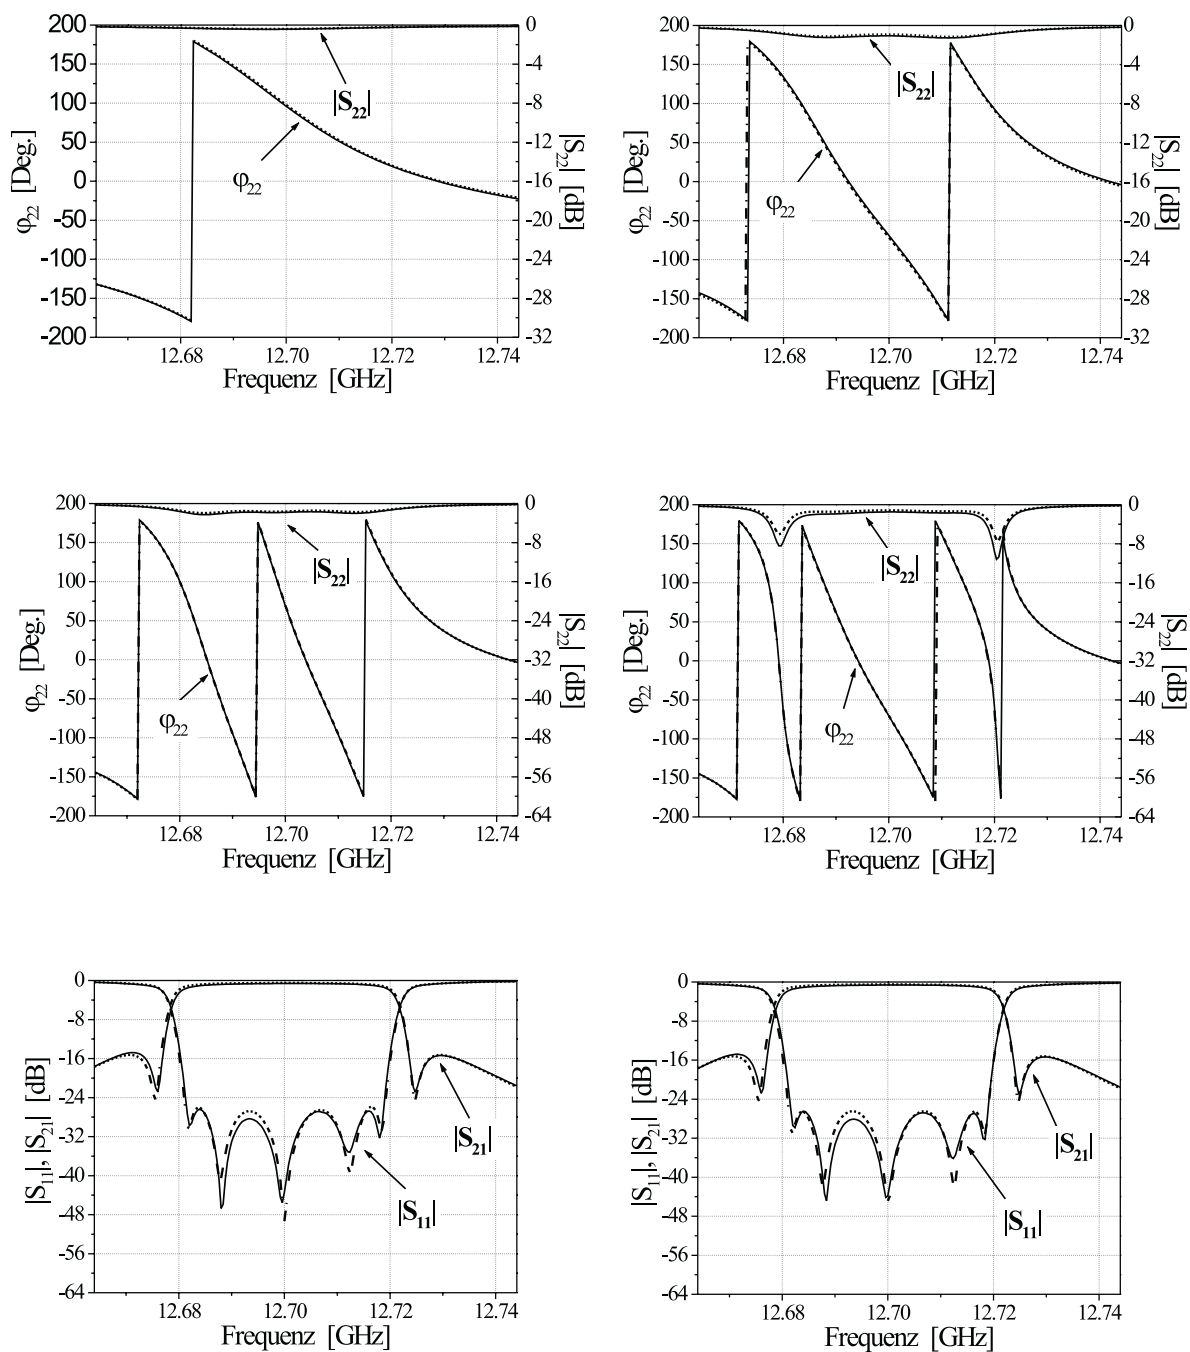 200 150 100 50 0 -50 -100 -150 -200
φ22 [Deg.]
0 -4 -8 -12 -16 -20 -24 -28 -32
|S22| [dB]
|S22|
φ22
12.68 12.70 12.72 12.74
Frequenz [GHz]
200 150 100 50 0 -50 -100 -150 -200
φ22 [Deg.]
0 -4 -8 -12 -16 -20 -24 -28 -32
|S22| [dB]
|S22|
φ22
12.68 12.70 12.72 12.74
Frequenz [GHz]
200 150 100 50 0 -50 -100 -150 -200
φ22 [Deg.]
0 -8 -16 -24 -32 -40 -48 -56 -64
|S22| [dB]
|S22|
φ22
12.68 12.70 12.72 12.74
Frequenz [GHz]
200 150 100 50 0 -50 -100 -150 -200
φ22 [Deg.]
0 -8 -16 -24 -32 -40 -48 -56 -64
|S22| [dB]
|S22|
φ22
12.68 12.70 12.72 12.74
Frequenz [GHz]
0 -8 -16 -24 -32 -40 -48 -56 -64
|S11|, |S21| [dB]
|S21|
|S11|
12.68 12.70 12.72 12.74
Frequenz [GHz]
0 -8 -16 -24 -32 -40 -48 -56 -64
|S11|, |S21| [dB]
|S21|
|S11|
12.68 12.70 12.72 12.74
Frequenz [GHz]